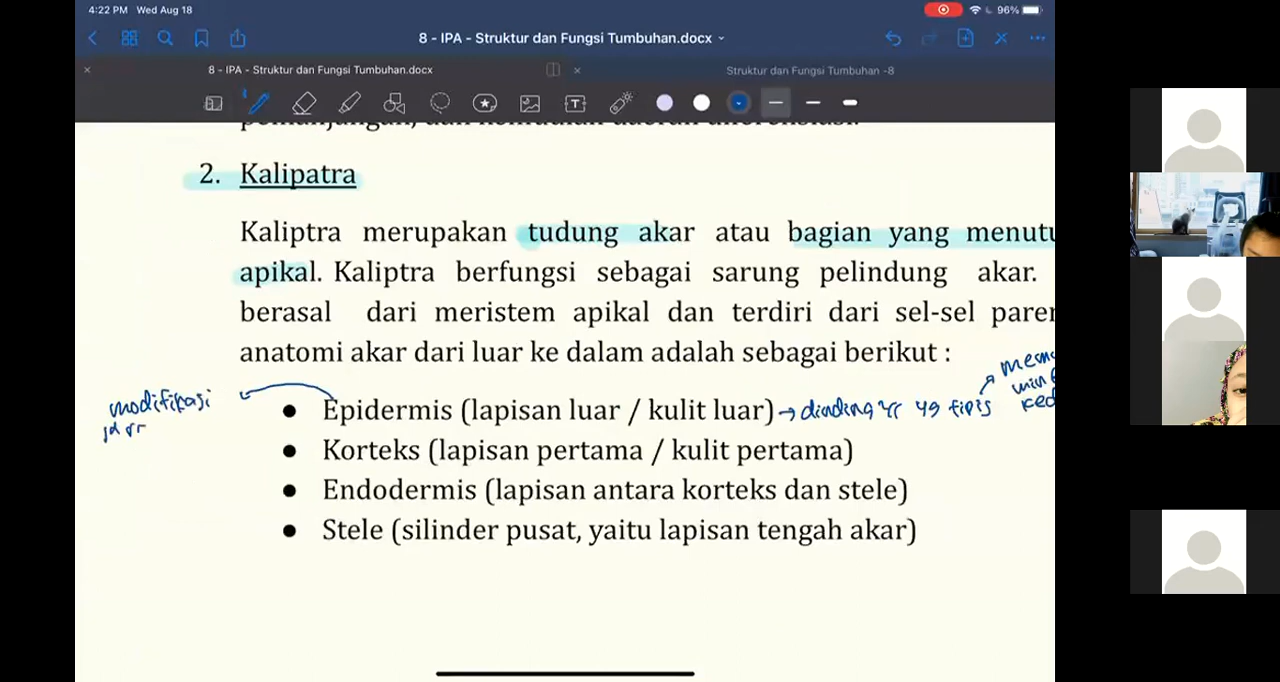 4:22 PM Wed Aug 18
96%
8 - IPA - Struktur dan Fungsi Tumbuhan.docx
8 - IPA - Struktur dan Fungsi Tumbuhan.docx
Struktur dan Fungsi Tumbuhan -8
2. Kalipatra
Kaliptra merupakan tudung akar atau bagian yang menutu
apikal. Kaliptra berfungsi sebagai sarung pelindung akar.
berasal dari meristem apikal dan terdiri dari sel-sel paren
anatomi akar dari luar ke dalam adalah sebagai berikut :
modifikasi
● Epidermis (lapisan luar / kulit luar) → dinding yg tipis
● Korteks (lapisan pertama / kulit pertama)
● Endodermis (lapisan antara korteks dan stele)
● Stele (silinder pusat, yaitu lapisan tengah akar)